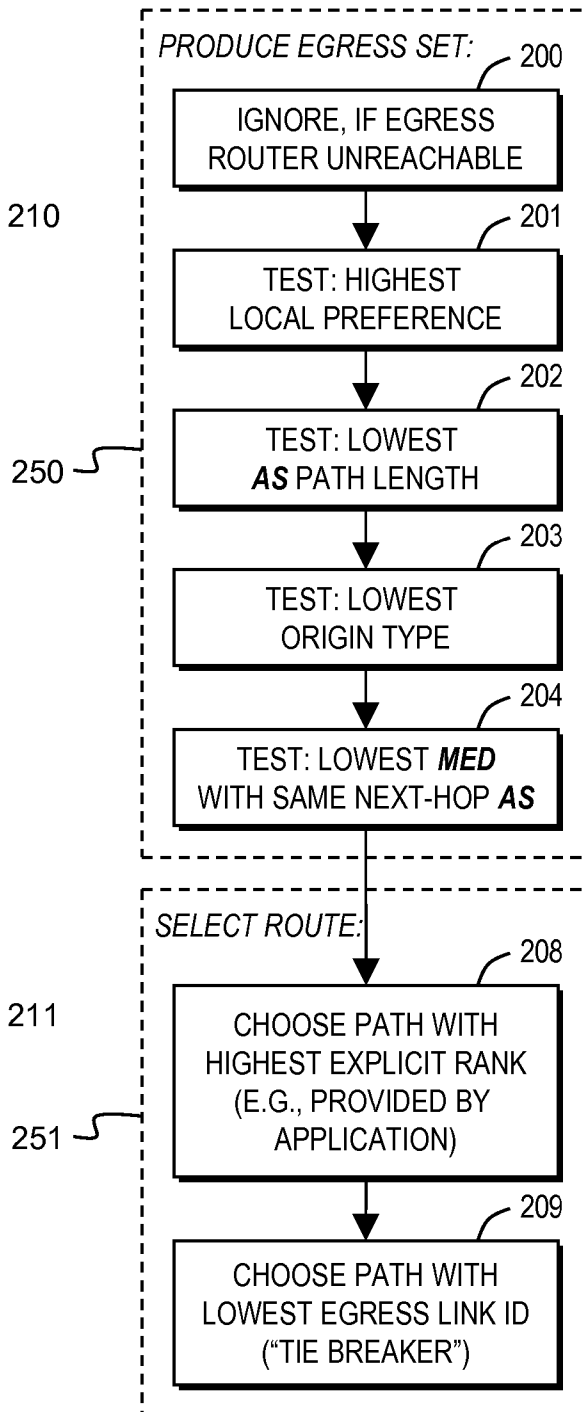 PRODUCE EGRESS SET:
200
IGNORE, IF EGRESS
ROUTER UNREACHABLE
210
201
TEST: HIGHEST
LOCAL PREFERENCE
202
TEST: LOWEST
AS PATH LENGTH
250
203
TEST: LOWEST
ORIGIN TYPE
204
TEST: LOWEST MED
WITH SAME NEXT-HOP AS
SELECT ROUTE:
208
211
CHOOSE PATH WITH
HIGHEST EXPLICIT RANK
(E.G., PROVIDED BY
APPLICATION)
251
209
CHOOSE PATH WITH
LOWEST EGRESS LINK ID
(“TIE BREAKER”)